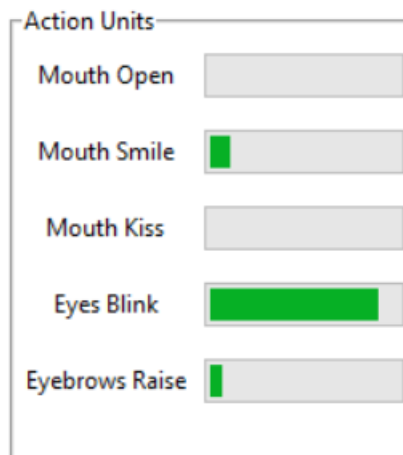 Action Units
Mouth Open
Mouth Smile
Mouth Kiss
Eyes Blink
Eyebrows Raise